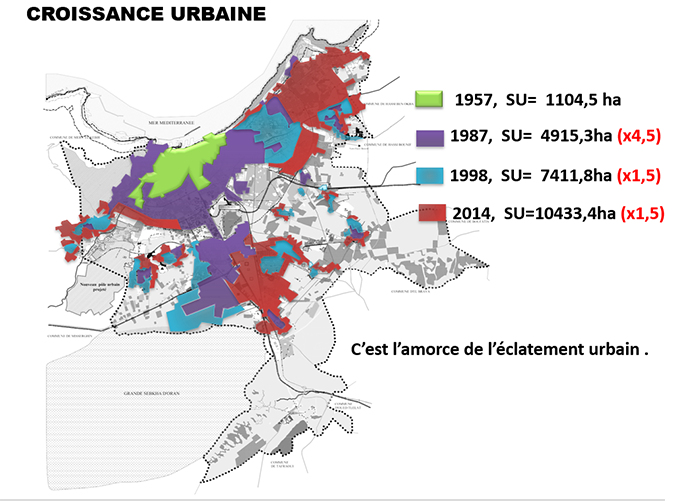 CROISSANCE URBAINE
MER MEDITERRANEE
1957, SU= 1104,5 ha
1987, SU= 4915,3ha (x4,5)
1998, SU= 7411,8ha (x1,5)
2014, SU=10433,4ha (x1,5)
Nouveau pôle urbain
projeté
C'est l'amorce de l'éclatement urbain .
GRANDE SEBKHA D'ORAN
COMMUNE